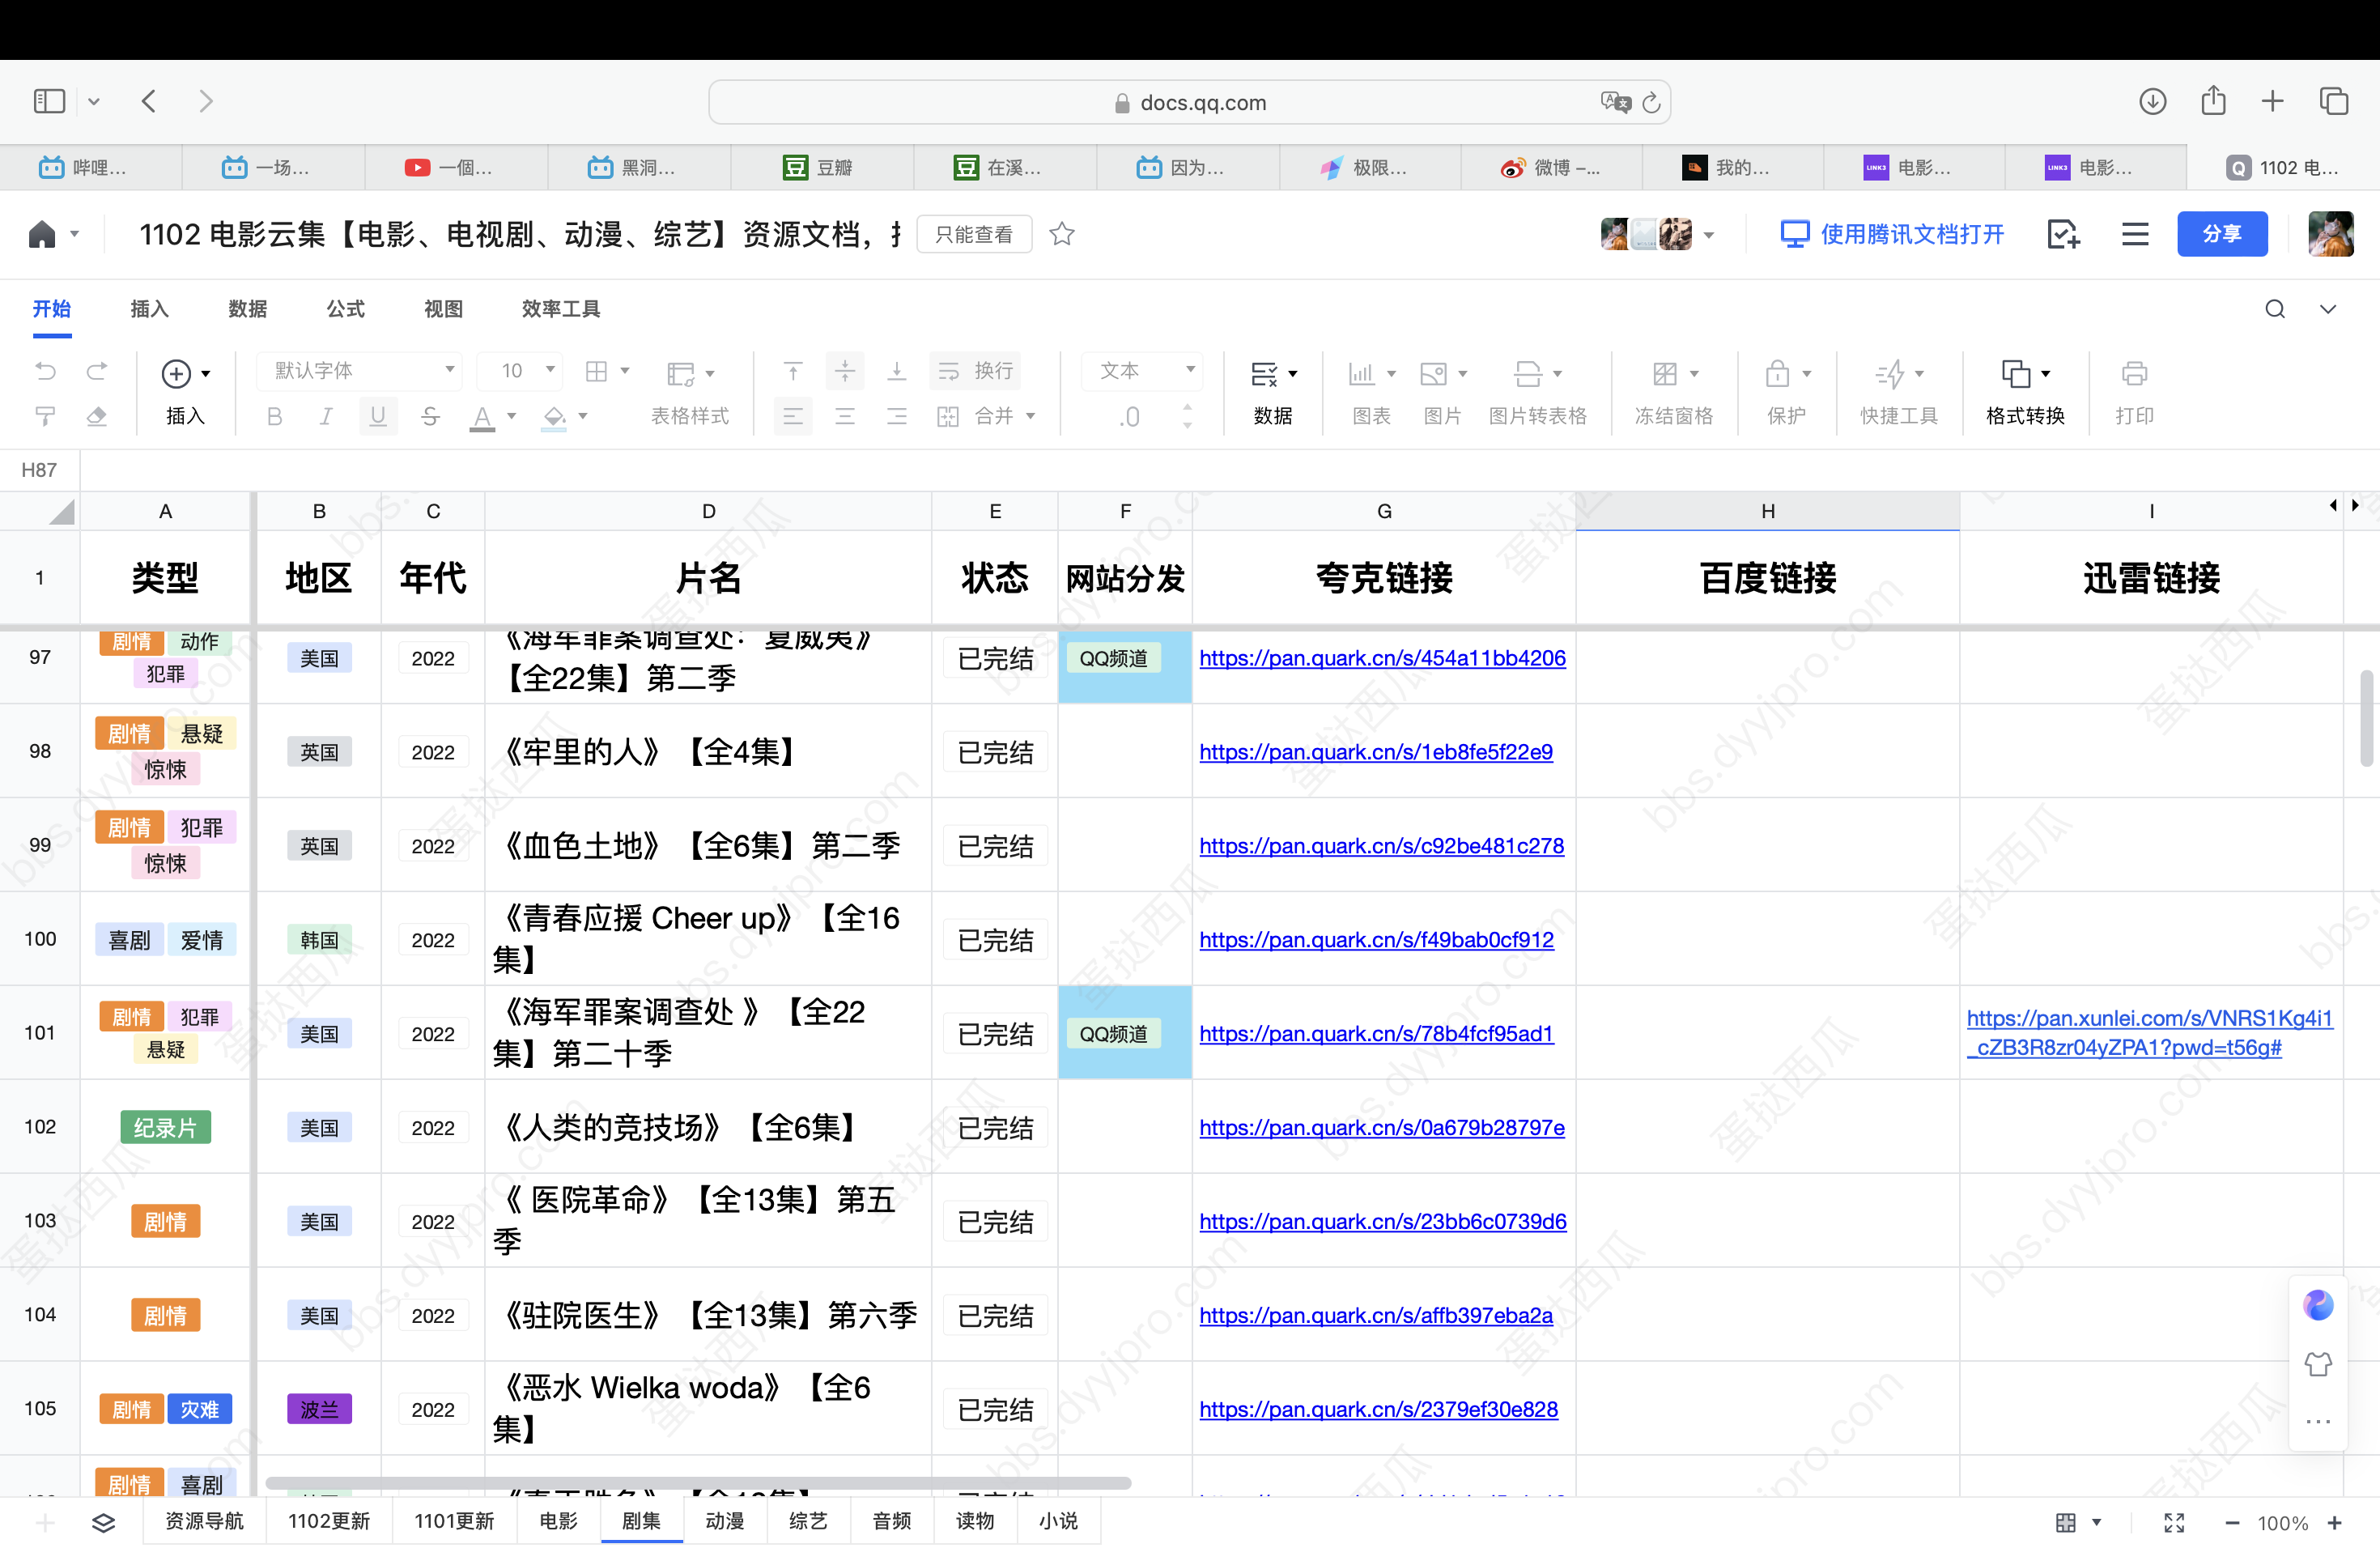 docs.qq.com
哔哩... 一场... 一個... 黑洞... 豆瓣 在溪... 因为... 极限... 微博 –... 我的... 电影... 电影... 1102 电...
1102 电影云集【电影、电视剧、动漫、综艺】资源文档，
只能查看 使用腾讯文档打开 分享
开始 插入 数据 公式 视图 效率工具
默认字体 10 换行 文本
插入 B I U S A 表格样式 合并 .0 数据 图表 图片 图片转表格 冻结窗格 保护 快捷工具 格式转换 打印
H87
A B C D E F G H I
1 类型 地区 年代 片名 状态 网站分发 夸克链接 百度链接 迅雷链接
97 剧情 动作 犯罪 美国 2022 《海军罪案调查处：夏威夷》
【全22集】第二季 已完结 QQ频道 https://pan.quark.cn/s/454a11bb4206
98 剧情 悬疑 惊悚 英国 2022 《牢里的人》【全4集】 已完结 https://pan.quark.cn/s/1eb8fe5f22e9
99 剧情 犯罪 惊悚 英国 2022 《血色土地》【全6集】第二季 已完结 https://pan.quark.cn/s/c92be481c278
100 喜剧 爱情 韩国 2022 《青春应援 Cheer up》【全16
集】 已完结 https://pan.quark.cn/s/f49bab0cf912
101 剧情 犯罪 悬疑 美国 2022 《海军罪案调查处 》【全22
集】第二十季 已完结 QQ频道 https://pan.quark.cn/s/78b4fcf95ad1 https://pan.xunlei.com/s/VNRS1Kg4i1
_cZB3R8zr04yZPA1?pwd=t56g#
102 纪录片 美国 2022 《人类的竞技场》【全6集】 已完结 https://pan.quark.cn/s/0a679b28797e
103 剧情 美国 2022 《 医院革命》【全13集】第五
季 已完结 https://pan.quark.cn/s/23bb6c0739d6
104 剧情 美国 2022 《驻院医生》【全13集】第六季 已完结 https://pan.quark.cn/s/affb397eba2a
105 剧情 灾难 波兰 2022 《恶水 Wielka woda》【全6
集】 已完结 https://pan.quark.cn/s/2379ef30e828
剧情 喜剧
资源导航 1102更新 1101更新 电影 剧集 动漫 综艺 音频 读物 小说 100%
蛋挞西瓜
bbs.dyyjpro.com